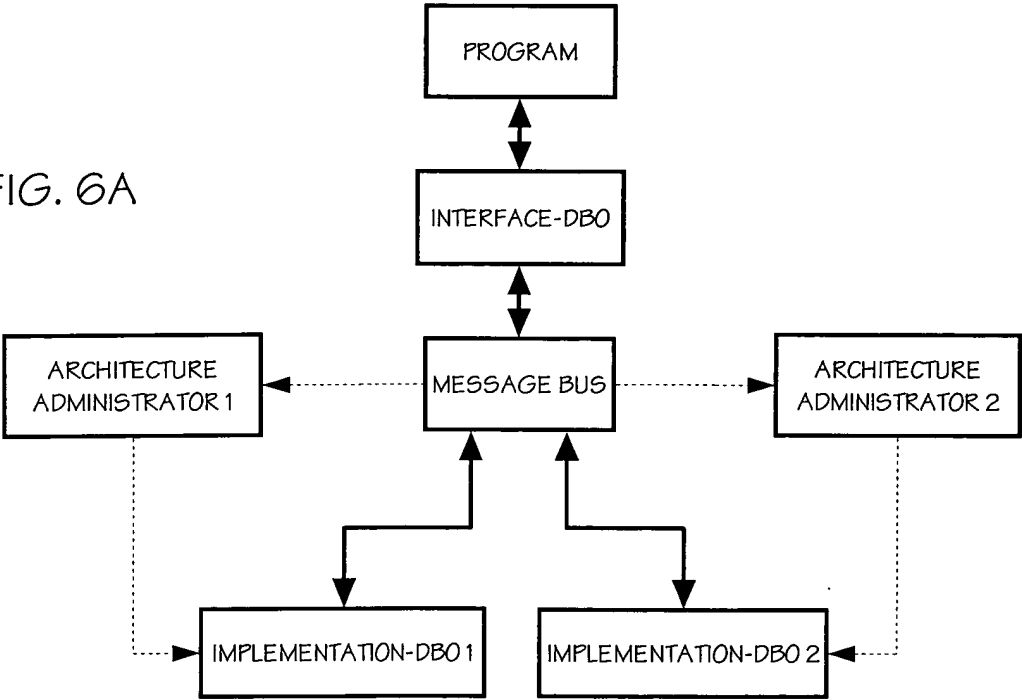 PROGRAM
FIG. 6A
INTERFACE-DBO
ARCHITECTURE
ADMINISTRATOR 1
MESSAGE BUS
ARCHITECTURE
ADMINISTRATOR 2
IMPLEMENTATION-DBO 1
IMPLEMENTATION-DBO 2